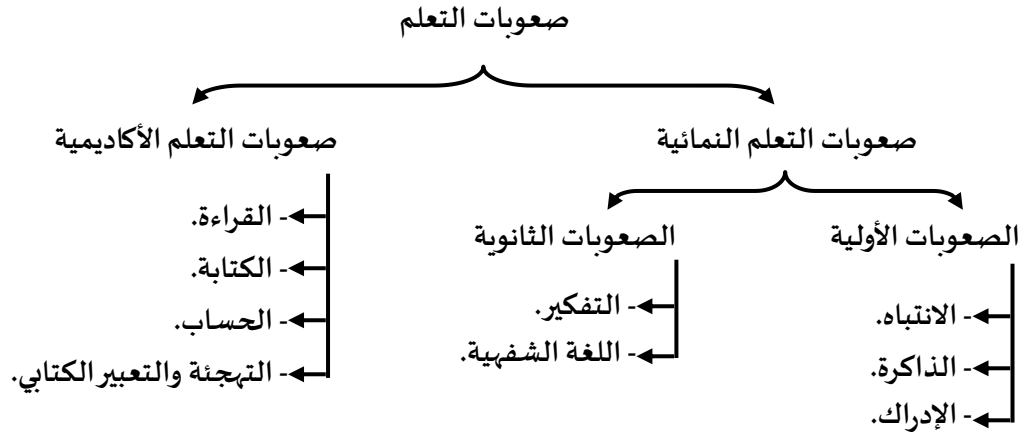 صعوبات التعلم
صعوبات التعلم النمائية
صعوبات التعلم الأكاديمية
الصعوبات الأولية
- الانتباه.
- الذاكرة.
- الإدراك.
الصعوبات الثانوية
- التفكير.
- اللغة الشفهية.
- القراءة.
- الكتابة.
- الحساب.
- التهجئة والتعبير الكتابي.